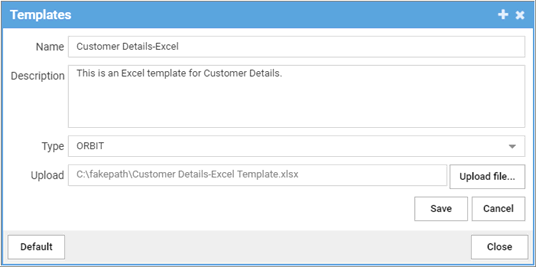 Templates
Name Customer Details-Excel
Description This is an Excel template for Customer Details.
Type ORBIT
Upload C:\fakepath\Customer Details-Excel Template.xlsx Upload file...
Save Cancel
Default Close